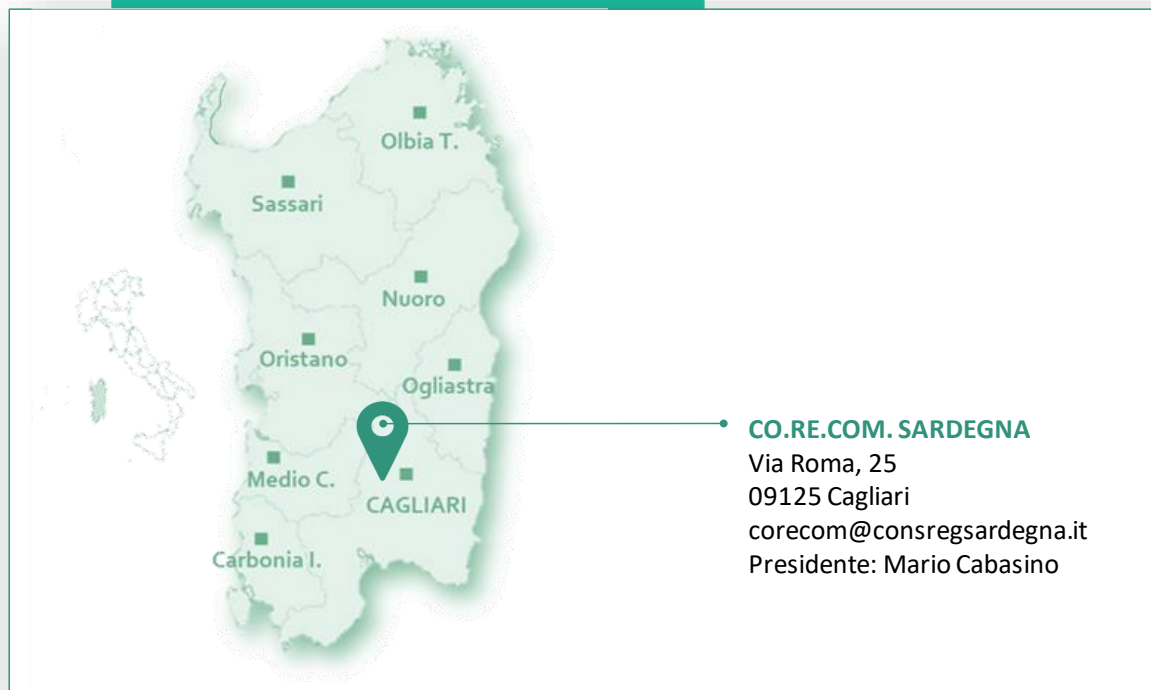 Olbia T.
Sassari
Nuoro
Oristano
Ogliastra
Medio C.
CAGLIARI
Carbonia I.
CO.RE.COM. SARDEGNA
Via Roma, 25
09125 Cagliari
corecom@consregsardegna.it
Presidente: Mario Cabasino